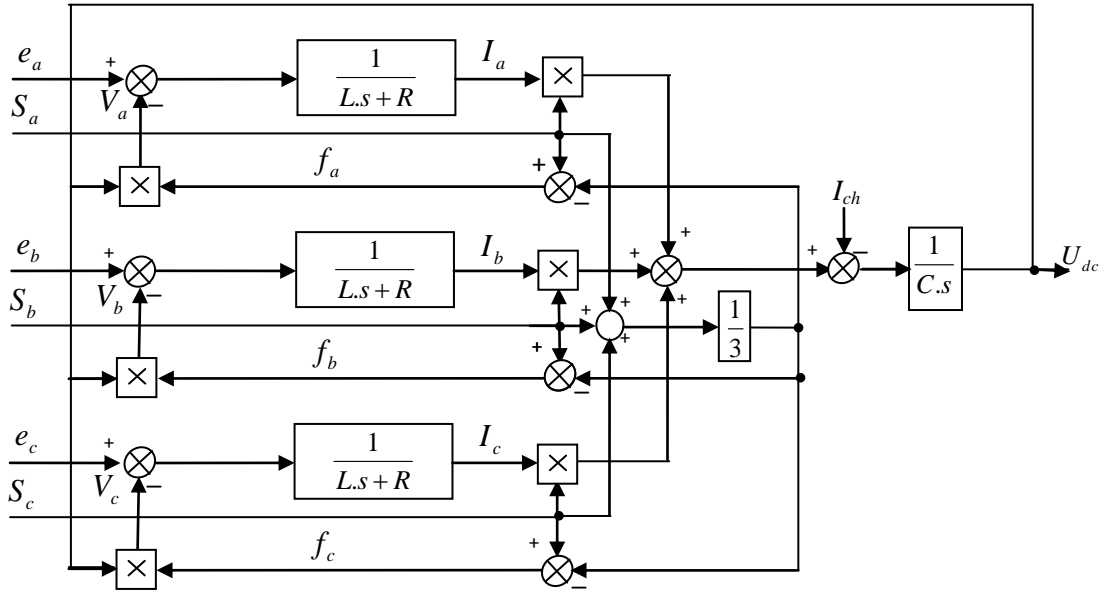 e_a + 1 I_a ×
L.s + R
S_a V_a −
+
× f_a −
I_ch
e_b + 1 I_b × + + + − 1 U_dc
L.s + R C.s
S_b V_b − + + + + 1
3
+
× f_b −
e_c + 1 I_c ×
L.s + R
S_c V_c −
+
× f_c −